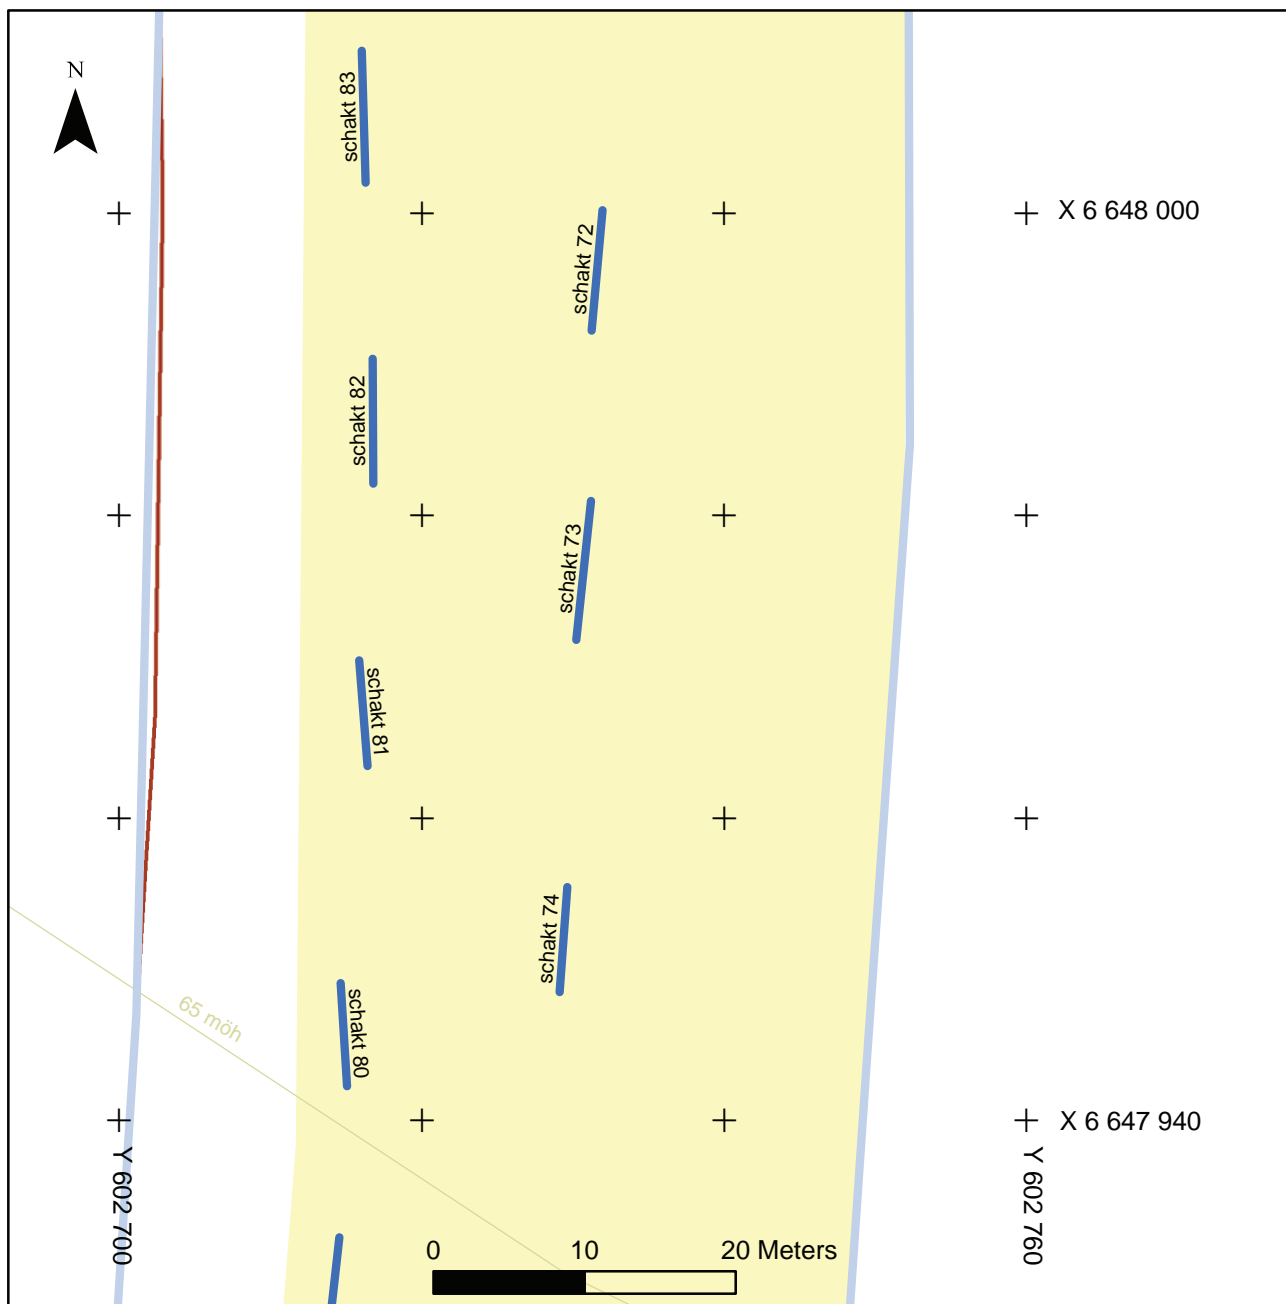 N
schakt 83
X 6 648 000
schakt 72
schakt 82
schakt 73
schakt 81
schakt 74
65 möh
schakt 80
X 6 647 940
Y 602 700
Y 602 760
0 10 20 Meters